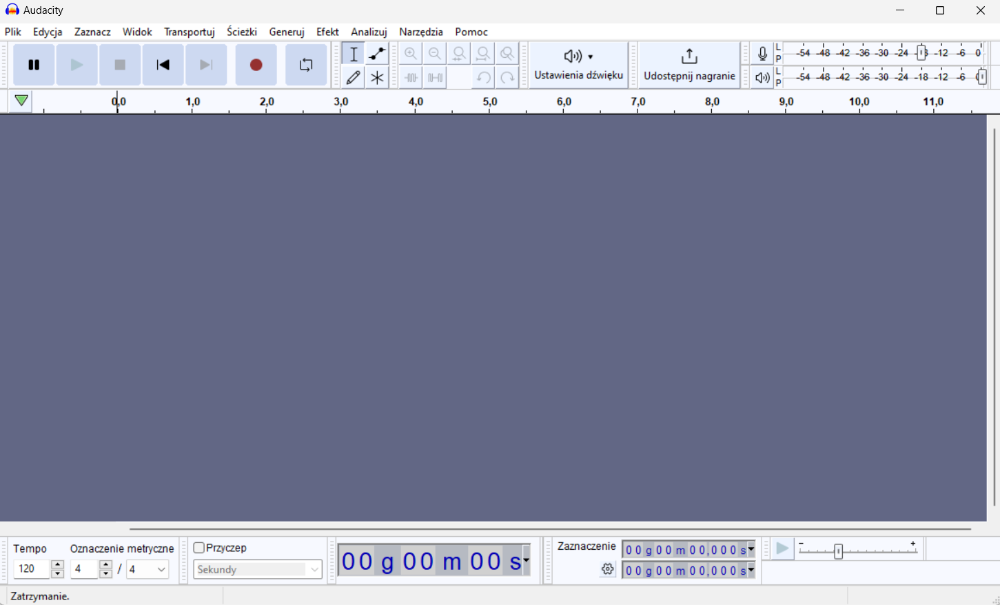 Audacity
Plik Edycja Zaznacz Widok Transportuj Ścieżki Generuj Efekt Analizuj Narzędzia Pomoc
L
P
-54 -48 -42 -36 -30 -24 -12 -6 0
Ustawienia dźwięku
Udostępnij nagranie
L
P
-54 -48 -42 -36 -30 -24 -18 -12 -6
0,0 1,0 2,0 3,0 4,0 5,0 6,0 7,0 8,0 9,0 10,0 11,0
Tempo Oznaczenie metryczne
120 4 / 4
Przyczep
Sekundy
00 g 00 m 00 s
Zaznaczenie
00 g 00 m 00,000 s
00 g 00 m 00,000 s
- +
Zatrzymanie.